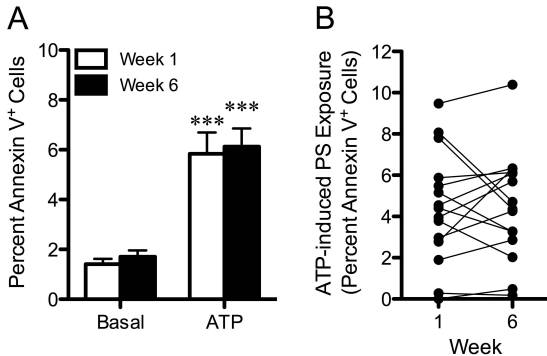 A
Percent Annexin V+ Cells
10
8
6
4
2
0
Week 1
Week 6
***
***
Basal
ATP
B
ATP-induced PS Exposure
(Percent Annexin V+ Cells)
12
10
8
6
4
2
0
1
6
Week